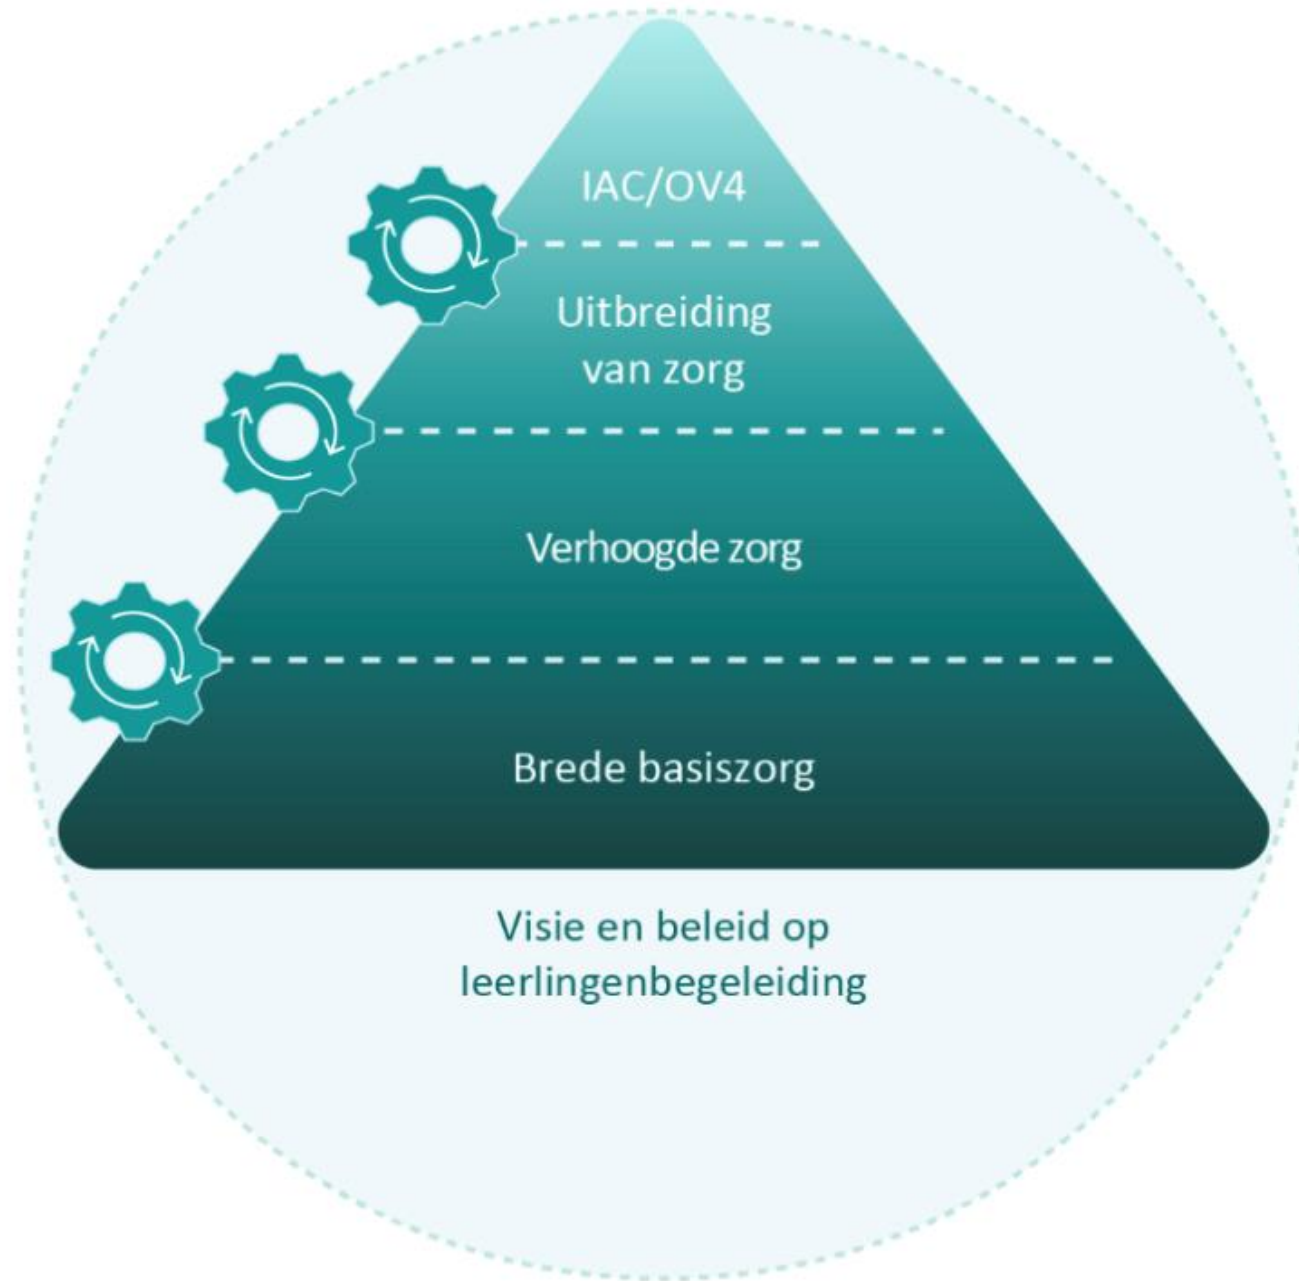 IAC/OV4
Uitbreiding
van zorg
Verhoogde zorg
Brede basiszorg
Visie en beleid op
leerlingenbegeleiding